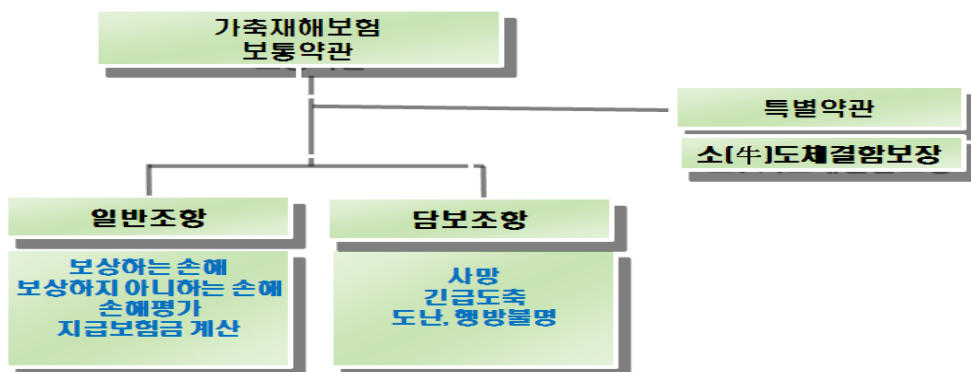 가축재해보험
보통약관
특별약관
소(牛)도체결함보장
일반조항
담보조항
보상하는 손해
보상하지 아니하는 손해
손해평가
지급보험금 계산
사망
긴급도축
도난, 행방불명